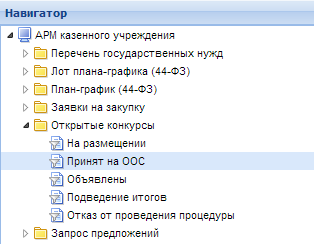 Навигатор
АРМ казенного учреждения
Перечень государственных нужд
Лот плана-графика (44-ФЗ)
План-график (44-ФЗ)
Заявки на закупку
Открытые конкурсы
На размещении
Принят на ООС
Объявлены
Подведение итогов
Отказ от проведения процедуры
Запрос предложений